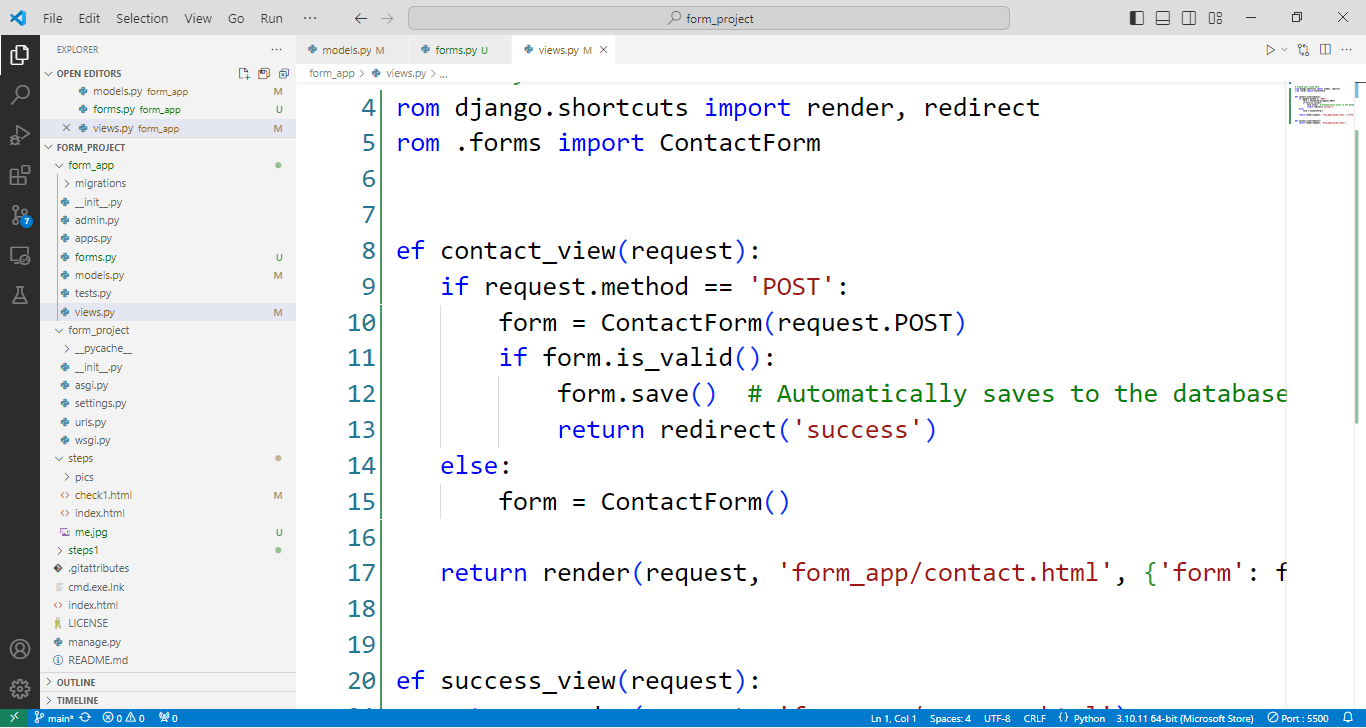 File Edit Selection View Go Run ··· form_project
EXPLORER ···
models.py M forms.py U views.py M
OPEN EDITORS
form_app > views.py > ...
models.py form_app M
forms.py form_app U
views.py form_app M
FORM_PROJECT
form_app
migrations
__init__.py
admin.py
apps.py
forms.py U
models.py M
tests.py
views.py M
form_project
__pycache__
__init__.py
asgi.py
settings.py
urls.py
wsgi.py
steps
pics
check1.html M
index.html
me.jpg U
steps1
.gitattributes
cmd.exe.lnk
index.html
LICENSE
manage.py
README.md
OUTLINE
TIMELINE
4 rom django.shortcuts import render, redirect
5 rom .forms import ContactForm
6
7
8 ef contact_view(request):
9 if request.method == 'POST':
10 form = ContactForm(request.POST)
11 if form.is_valid():
12 form.save() # Automatically saves to the database
13 return redirect('success')
14 else:
15 form = ContactForm()
16
17 return render(request, 'form_app/contact.html', {'form': f
18
19
20 ef success_view(request):
7
main* 0 0 0 Ln 1, Col 1 Spaces: 4 UTF-8 CRLF Python 3.10.11 64-bit (Microsoft Store) Port : 5500